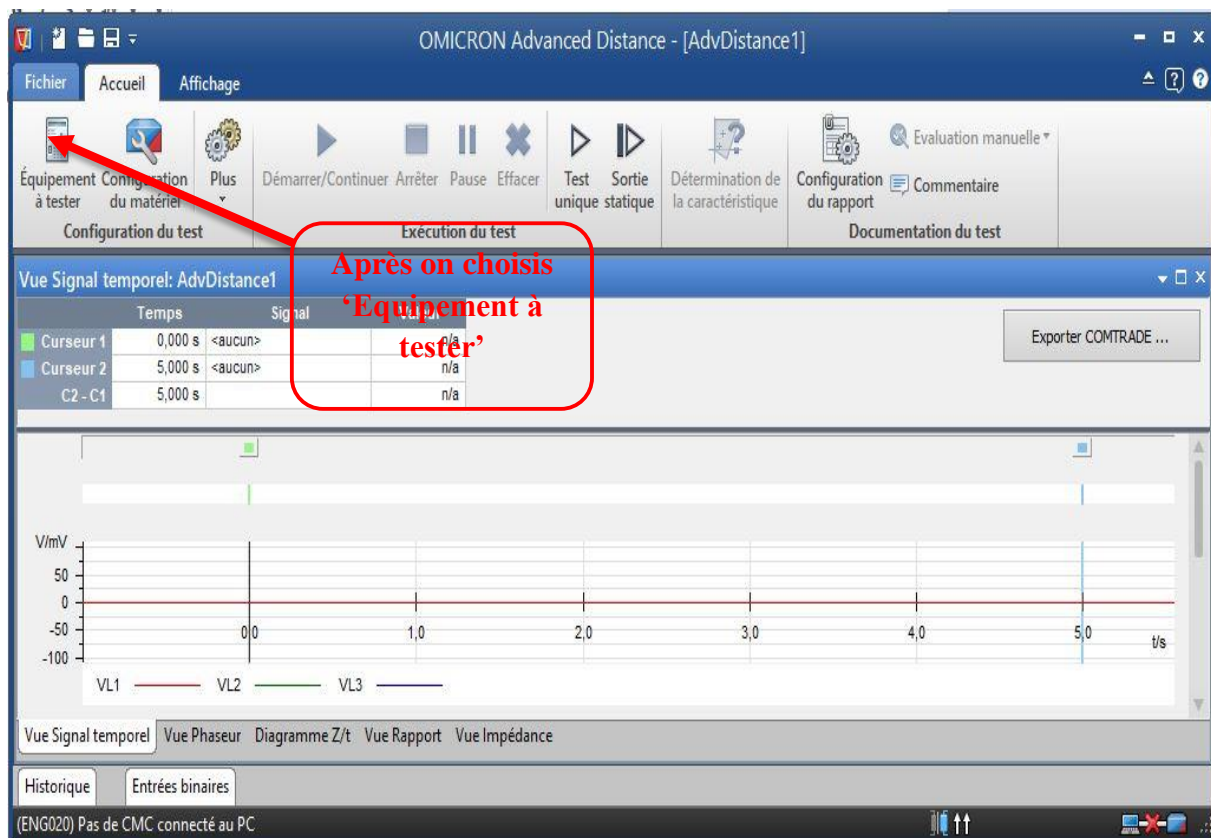 OMICRON Advanced Distance - [AdvDistance1]
Fichier Accueil Affichage
Équipement à tester
Configuration du matériel
Plus
Démarrer/Continuer Arrêter Pause Effacer
Test unique
Sortie statique
Détermination de la caractéristique
Configuration du rapport
Evaluation manuelle
Commentaire
Configuration du test
Exécution du test
Documentation du test
Après on choisis
‘Equipement à
tester’
Vue Signal temporel: AdvDistance1
Temps Signal Valeur
Curseur 1 0,000 s <aucun> n/a
Curseur 2 5,000 s <aucun> n/a
C2 - C1 5,000 s n/a
Exporter COMTRADE ...
V/mV
50
0
-50
-100
0,0 1,0 2,0 3,0 4,0 5,0 t/s
VL1 VL2 VL3
Vue Signal temporel Vue Phaseur Diagramme Z/t Vue Rapport Vue Impédance
Historique Entrées binaires
(ENG020) Pas de CMC connecté au PC